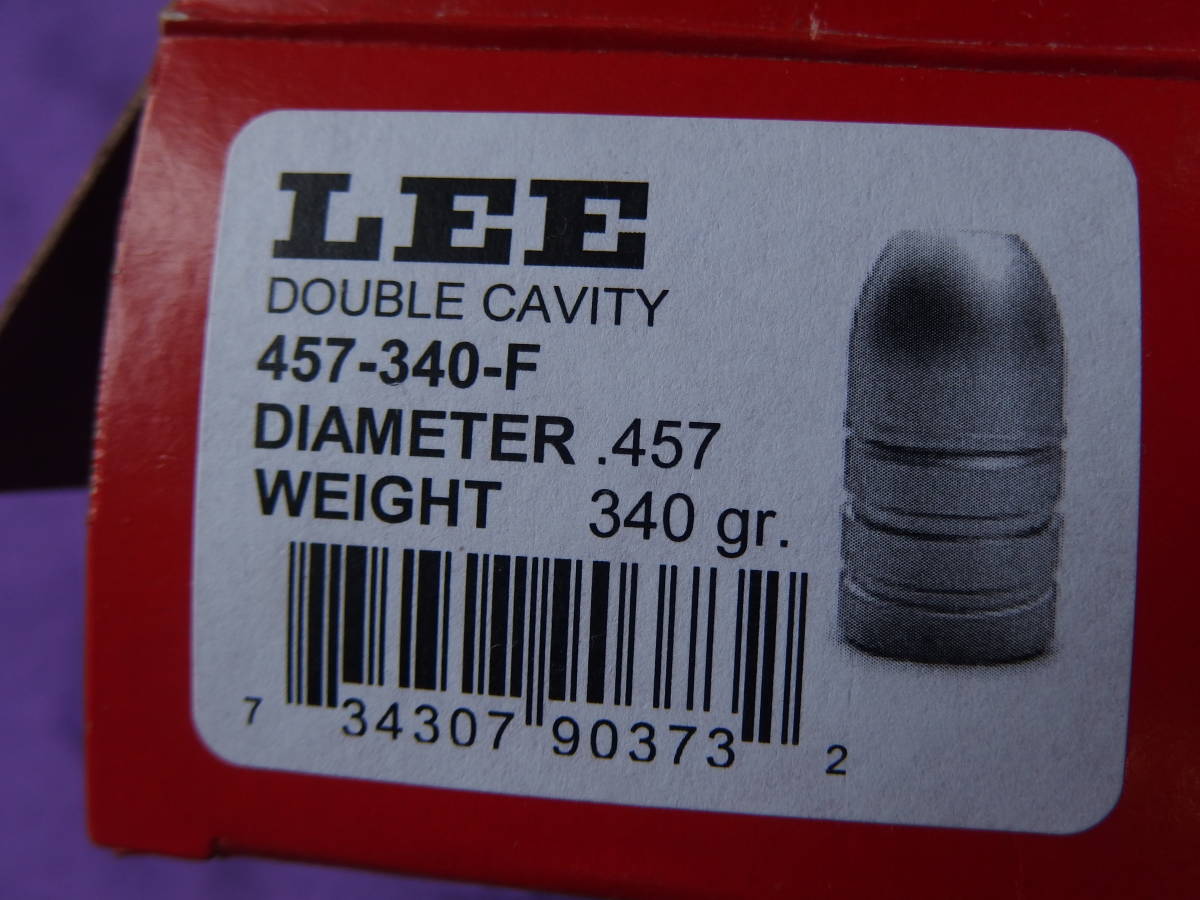 LEE
DOUBLE CAVITY
457-340-F
DIAMETER .457
WEIGHT 340 gr.
7 34307 90373 2